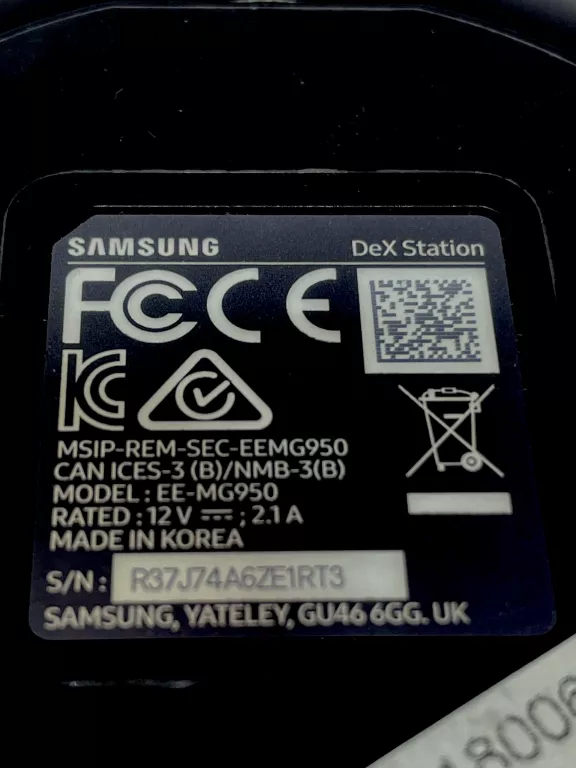 SAMSUNG DeX Station
FC CE
KC
MSIP-REM-SEC-EEMG950
CAN ICES-3 (B)/NMB-3(B)
MODEL : EE-MG950
RATED : 12 V ⎓ ; 2.1 A
MADE IN KOREA
S/N : R37J74A6ZE1RT3
SAMSUNG, YATELEY, GU46 6GG. UK